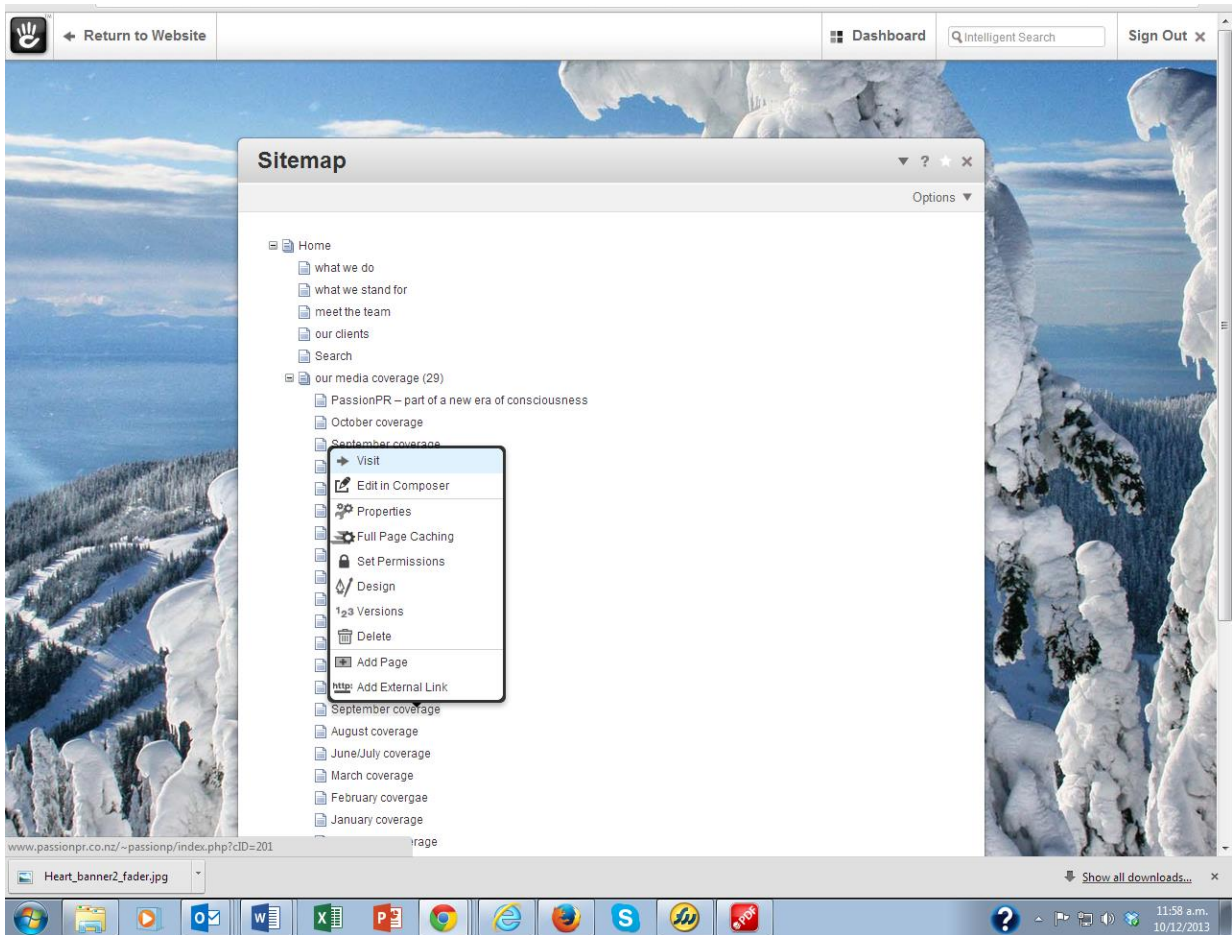 Return to Website
Dashboard
Intelligent Search
Sign Out
Sitemap
?
Options
Home
what we do
what we stand for
meet the team
our clients
Search
our media coverage (29)
PassionPR – part of a new era of consciousness
October coverage
September coverage
Visit
Edit in Composer
Properties
Full Page Caching
Set Permissions
Design
123 Versions
Delete
Add Page
http: Add External Link
September coverage
August coverage
June/July coverage
March coverage
February covergae
January coverage
www.passionpr.co.nz/~passionp/index.php?cID=201
Heart_banner2_fader.jpg
Show all downloads...
11:58 a.m.
10/12/2013